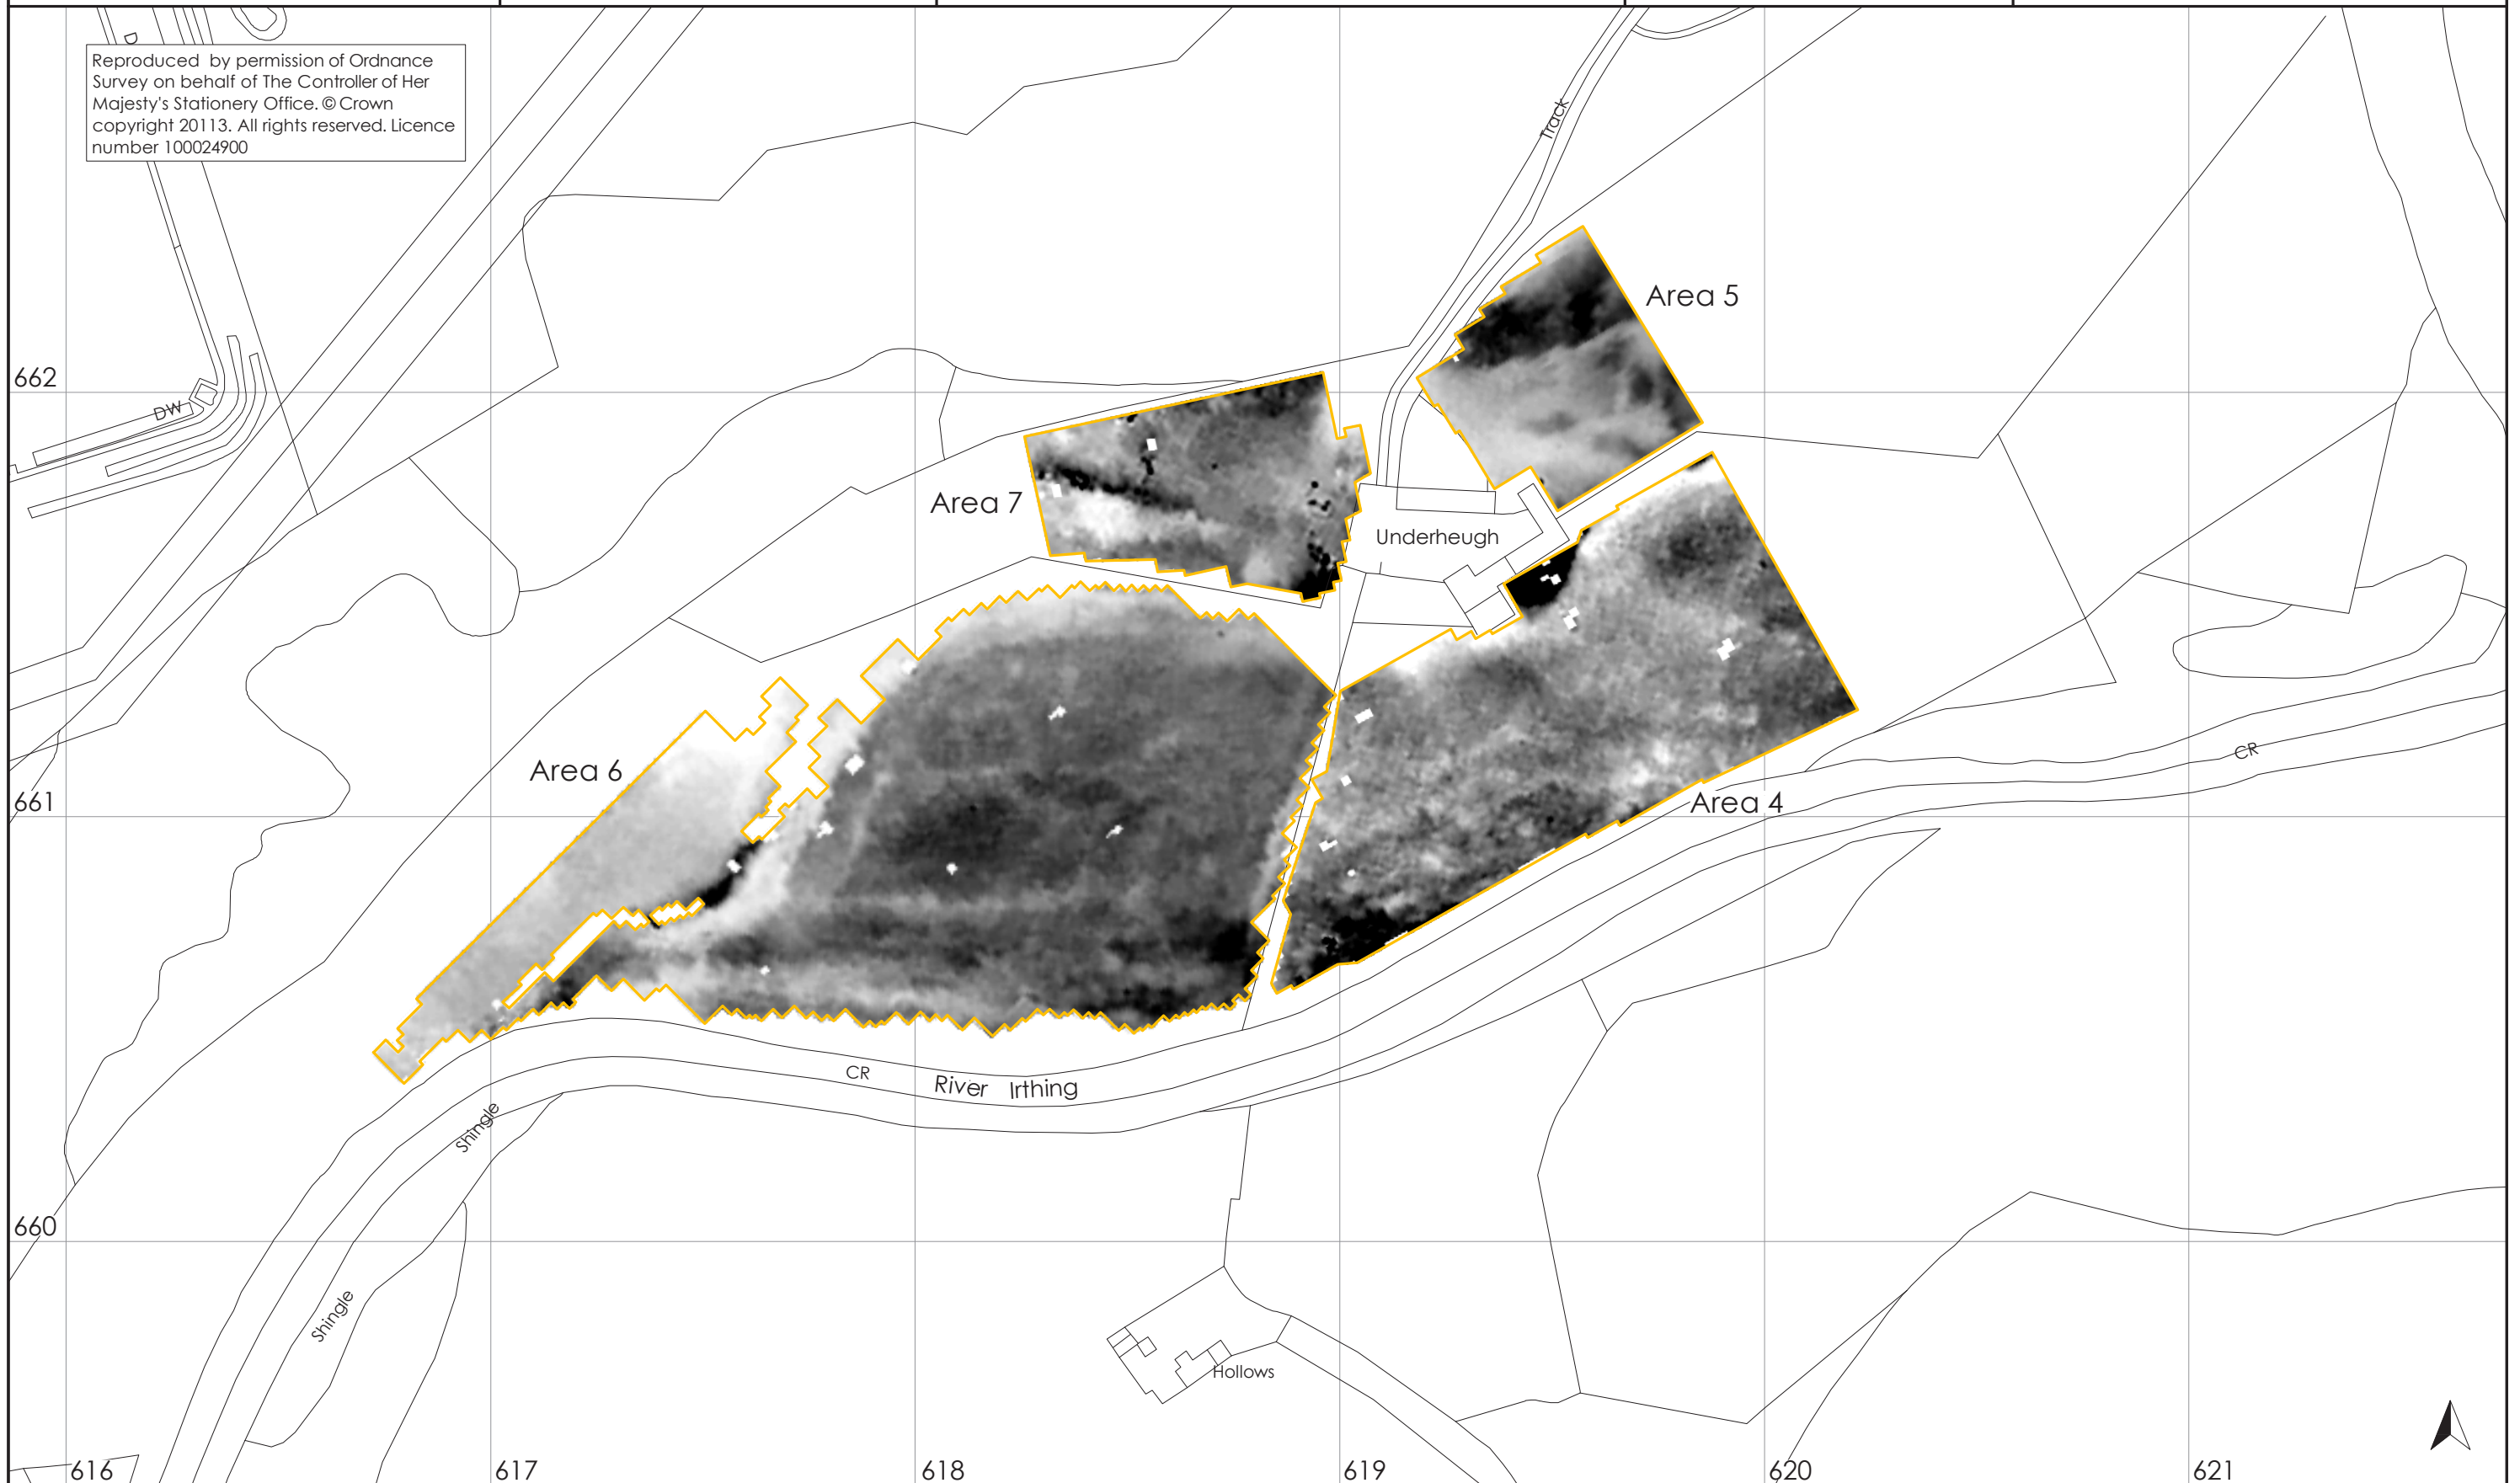 D
Reproduced by permission of Ordnance
Survey on behalf of The Controller of Her
Majesty's Stationery Office. © Crown
copyright 20113. All rights reserved. Licence
number 100024900
Track
Area 5
662
DW
Area 7
Underheugh
CR
Area 6
661
Area 4
CR
River Irthing
Shingle
660
Shingle
Hollows
616
617
618
619
620
621